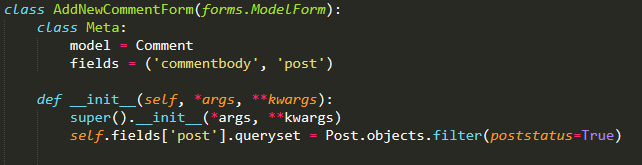 class AddNewCommentForm(forms.ModelForm):
    class Meta:
        model = Comment
        fields = ('commentbody', 'post')

    def __init__(self, *args, **kwargs):
        super().__init__(*args, **kwargs)
        self.fields['post'].queryset = Post.objects.filter(poststatus=True)